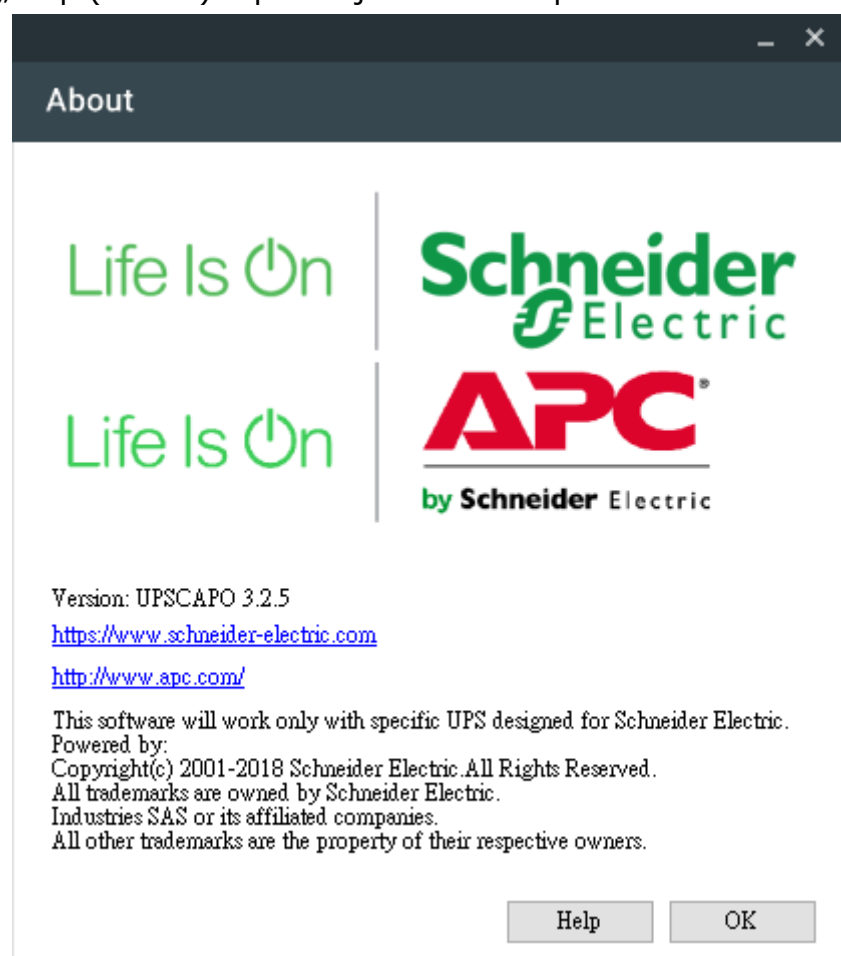 About
Life Is On
Schneider
Electric
Life Is On
APC®
by Schneider Electric
Version: UPSCAPO 3.2.5
https://www.schneider-electric.com
http://www.apc.com/
This software will work only with specific UPS designed for Schneider Electric.
Powered by:
Copyright(c) 2001-2018 Schneider Electric.All Rights Reserved.
All trademarks are owned by Schneider Electric.
Industries SAS or its affiliated companies.
All other trademarks are the property of their respective owners.
Help OK